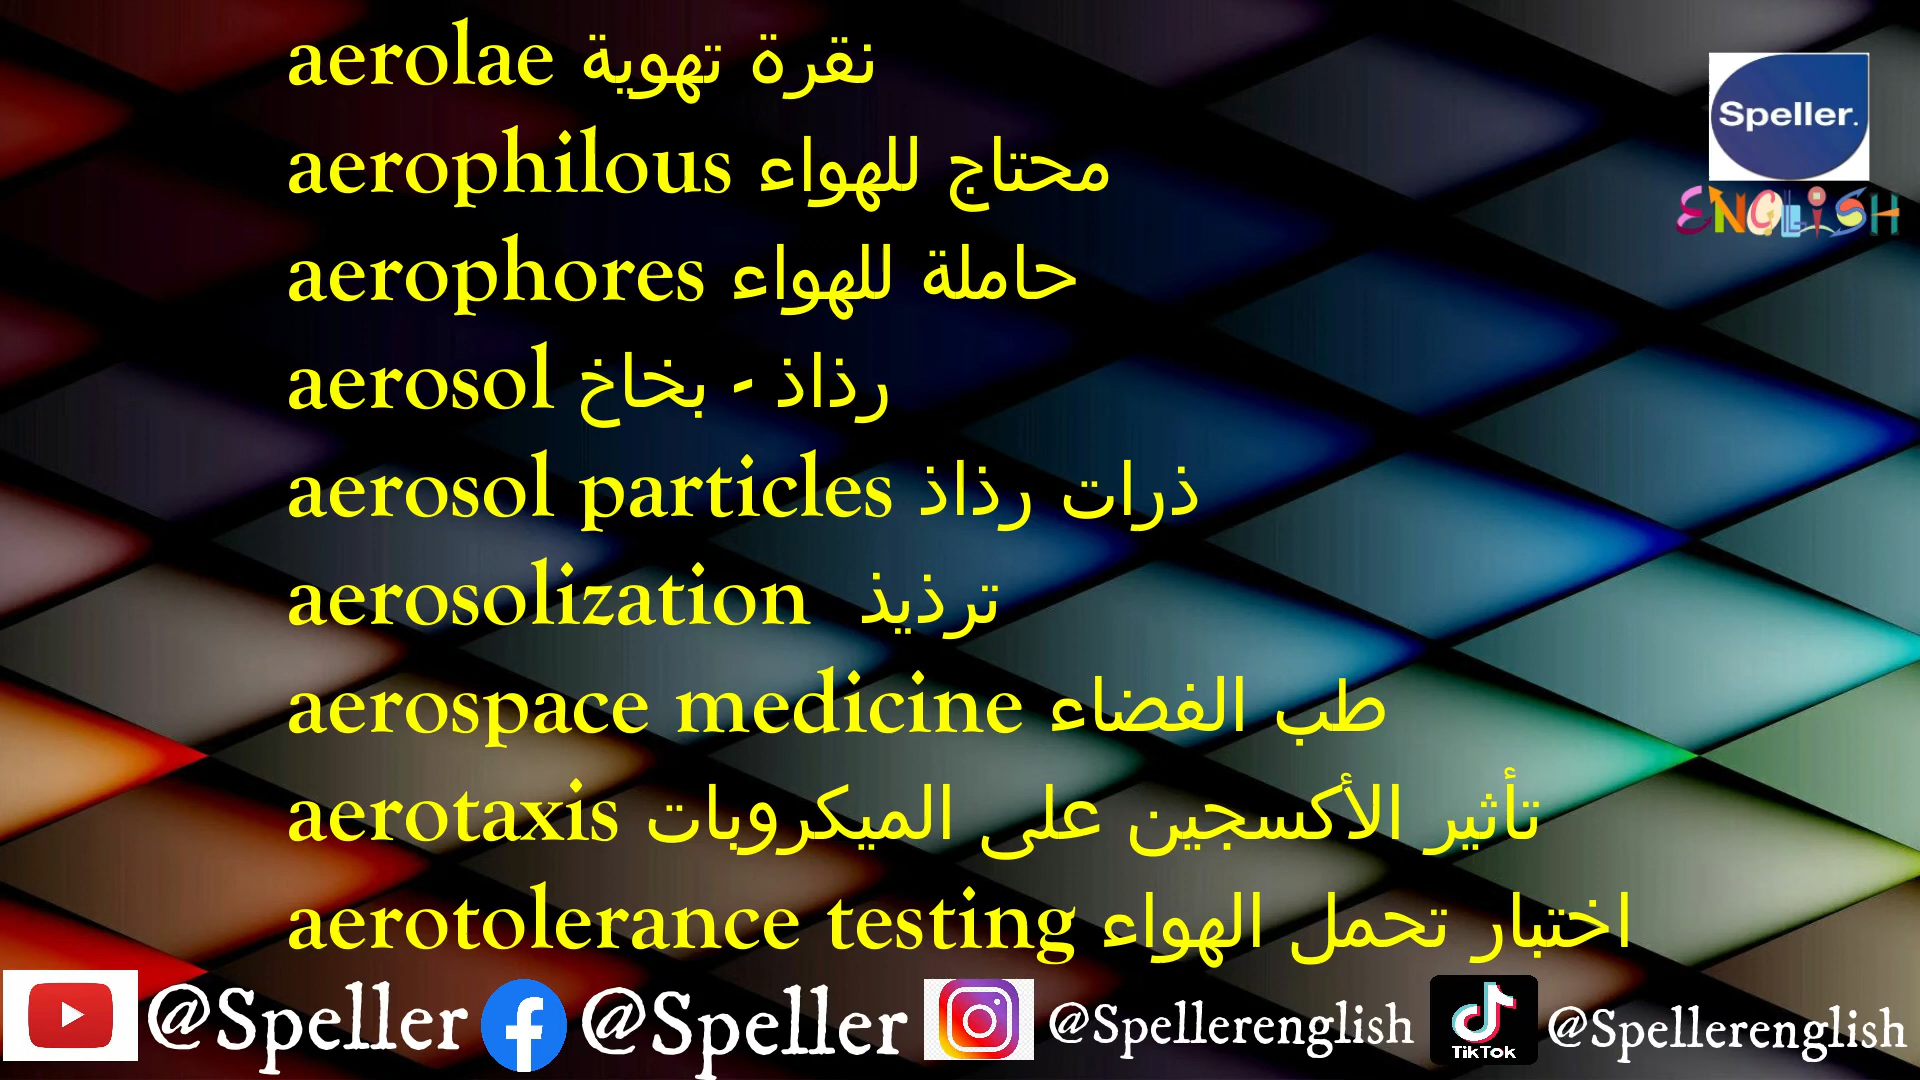 aerolae نقرة تهوية
aerophilous محتاج للهواء
aerophores حاملة للهواء
aerosol رذاذ - بخاخ
aerosol particles ذرات رذاذ
aerosolization ترذيذ
aerospace medicine طب الفضاء
aerotaxis تأثير الأكسجين على الميكروبات
aerotolerance testing اختبار تحمل الهواء
Speller.
ENGLiSH
@Speller @Speller @Spellerenglish TikTok @Spellerenglish